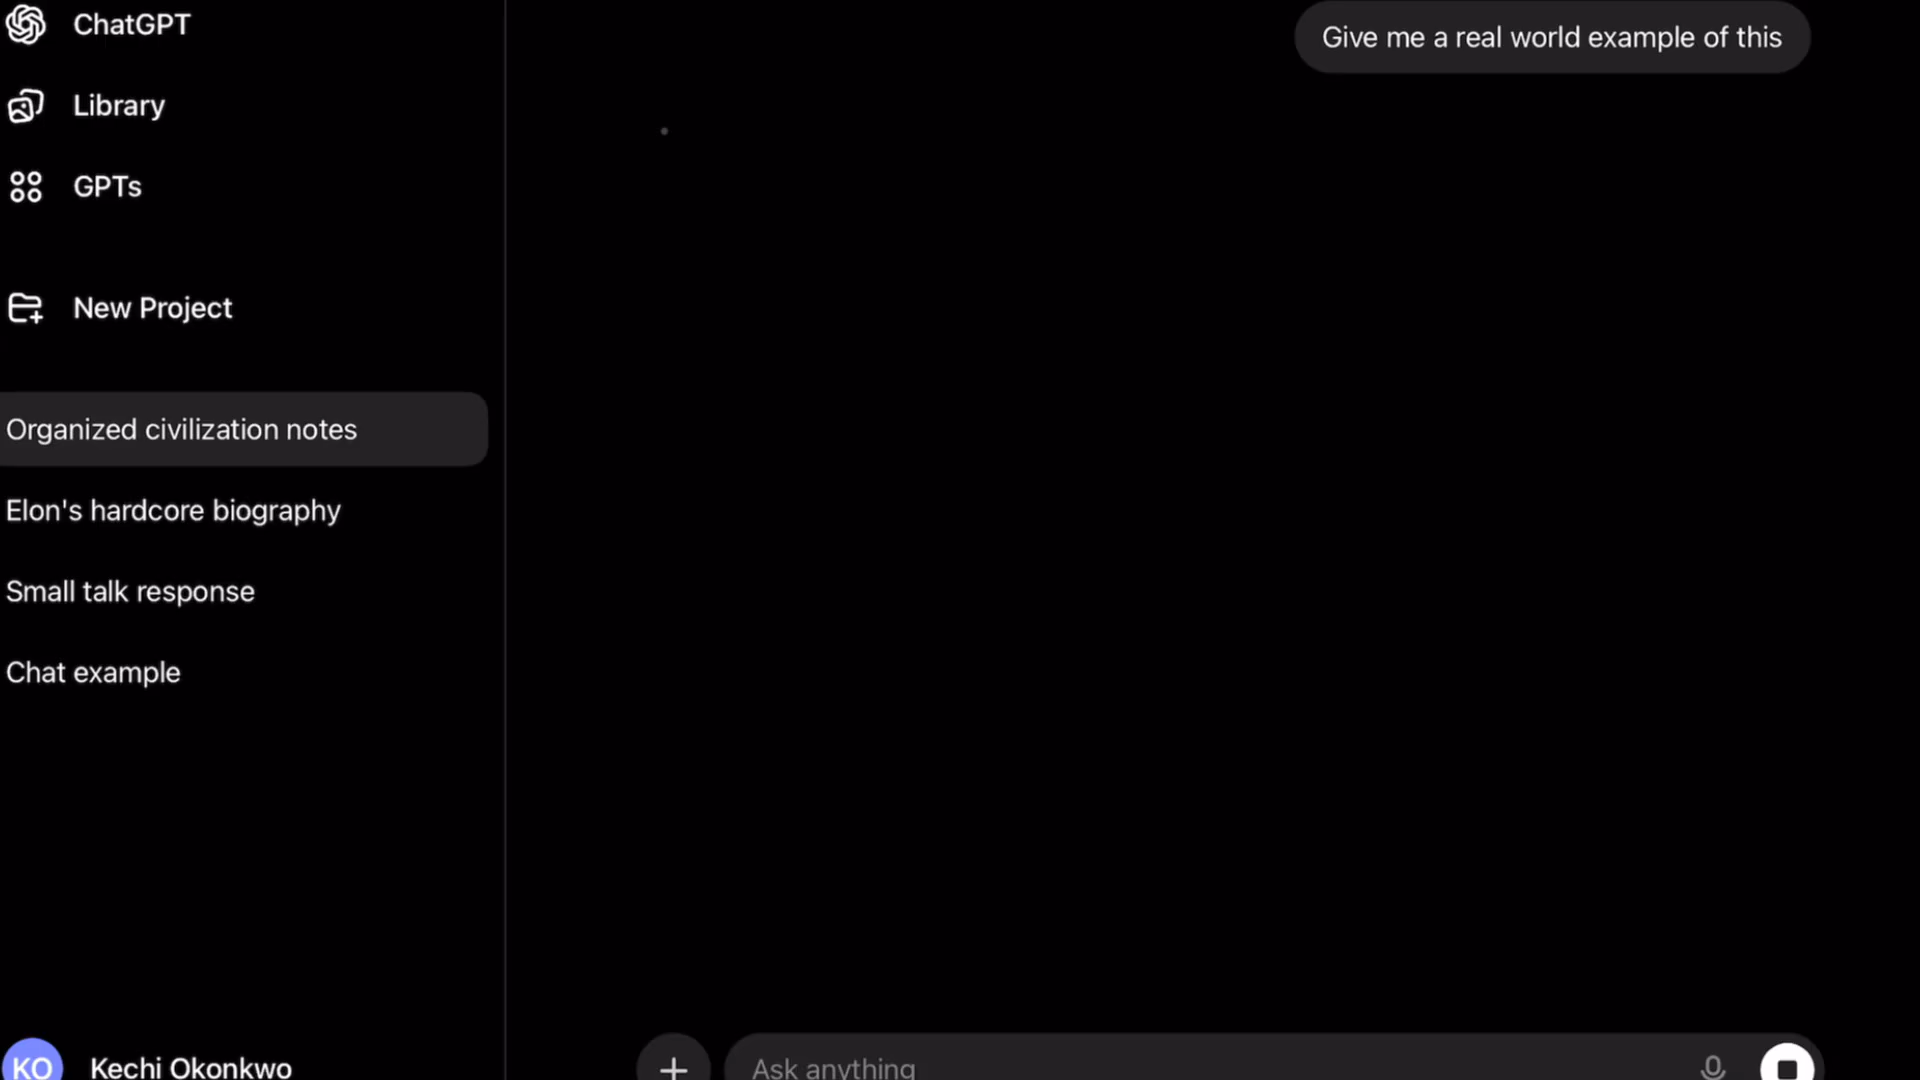 ChatGPT
Library
GPTs
New Project
Organized civilization notes
Elon's hardcore biography
Small talk response
Chat example
KO
Kechi Okonkwo
Give me a real world example of this
Ask anything